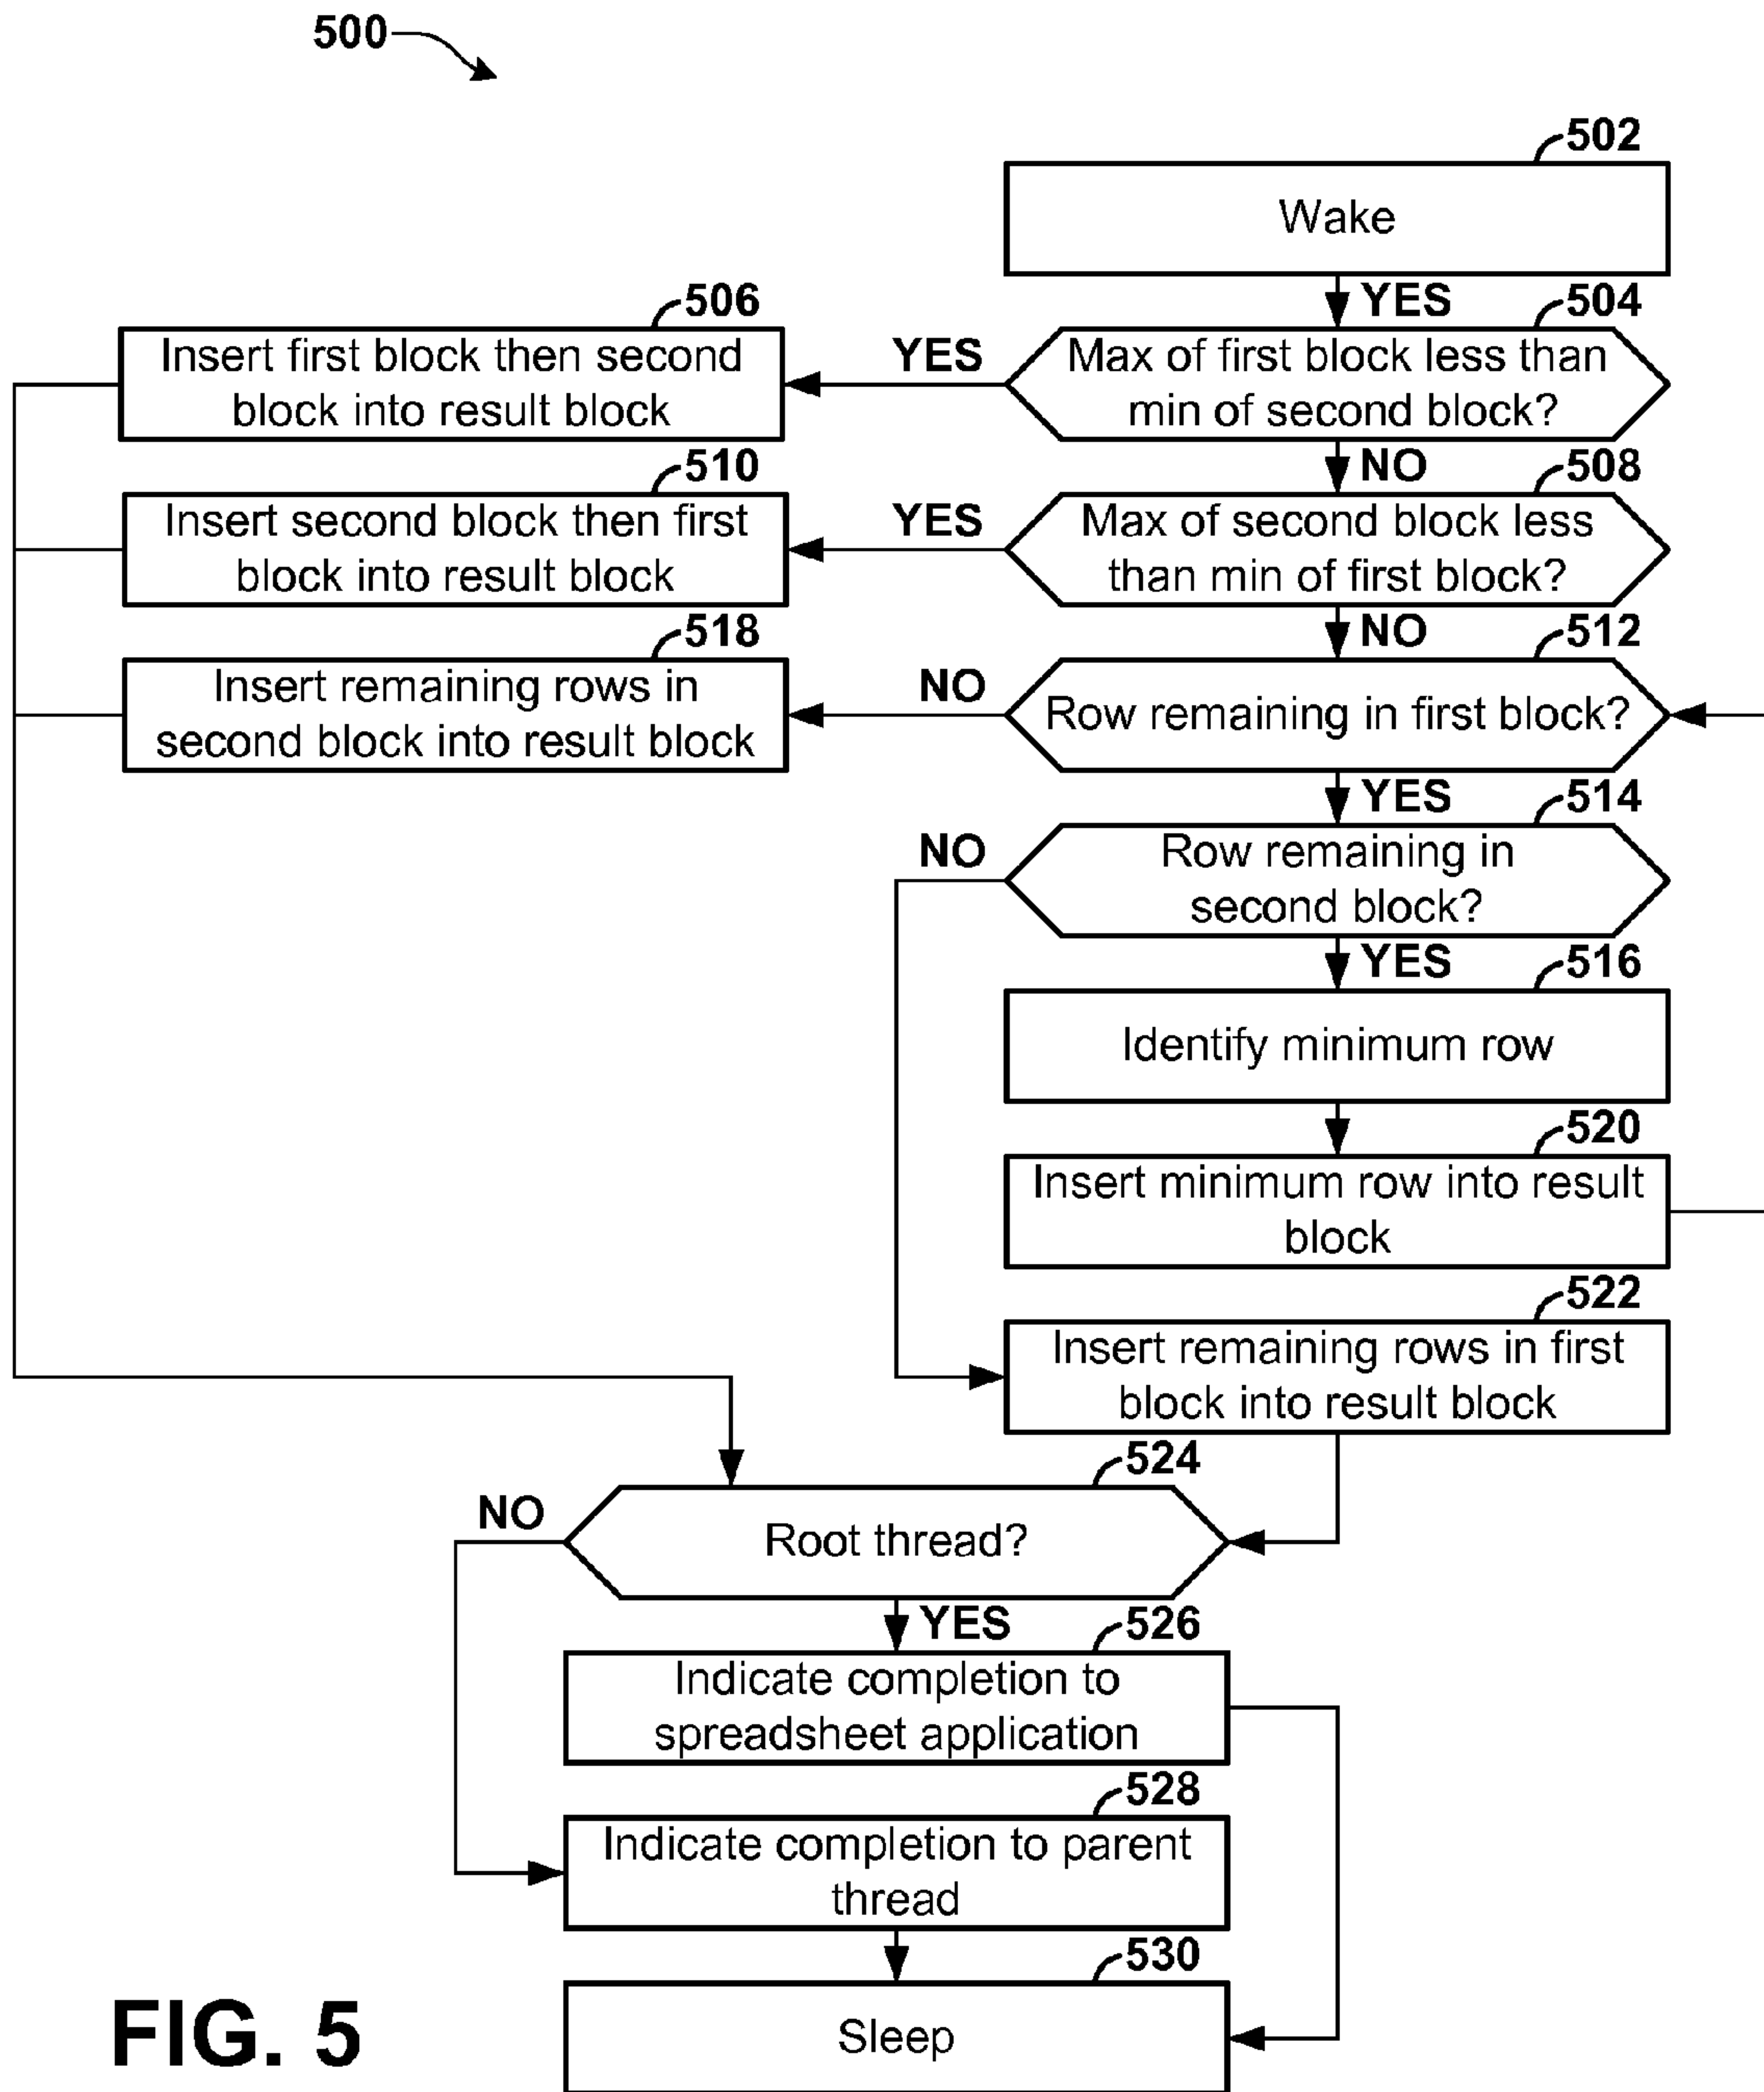 500
502
Wake
YES
504
506
Insert first block then second
block into result block
YES
Max of first block less than
min of second block?
NO
508
510
Insert second block then first
block into result block
YES
Max of second block less
than min of first block?
NO
512
518
Insert remaining rows in
second block into result block
NO
Row remaining in first block?
YES
514
NO
Row remaining in
second block?
YES
516
Identify minimum row
520
Insert minimum row into result
block
522
Insert remaining rows in first
block into result block
524
NO
Root thread?
YES
526
Indicate completion to
spreadsheet application
528
Indicate completion to parent
thread
530
Sleep
FIG. 5